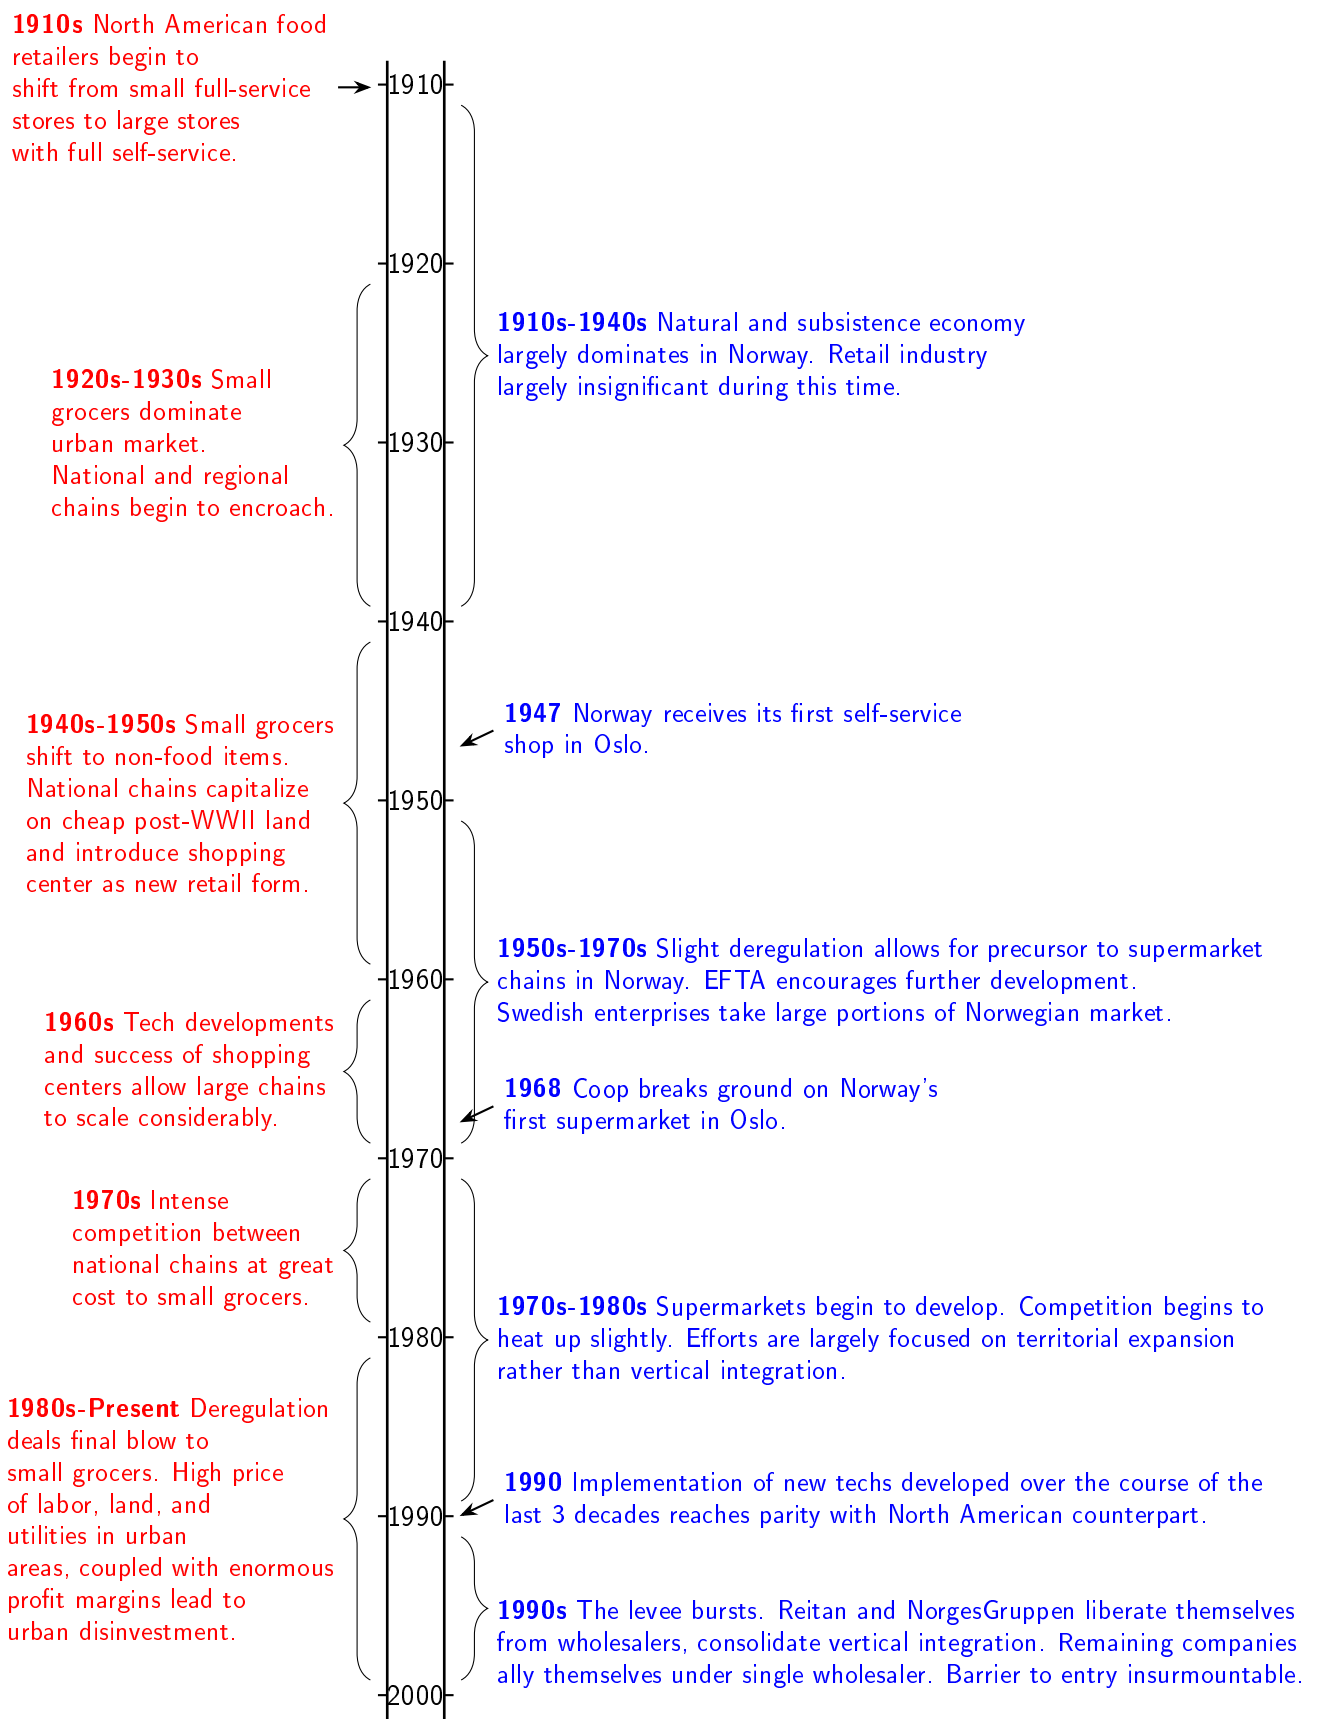 1910s North American food
retailers begin to
shift from small full-service
stores to large stores
with full self-service.
1920s-1930s Small
grocers dominate
urban market.
National and regional
chains begin to encroach.
1940s-1950s Small grocers
shift to non-food items.
National chains capitalize
on cheap post-WWII land
and introduce shopping
center as new retail form.
1960s Tech developments
and success of shopping
centers allow large chains
to scale considerably.
1970s Intense
competition between
national chains at great
cost to small grocers.
1980s-Present Deregulation
deals final blow to
small grocers. High price
of labor, land, and
utilities in urban
areas, coupled with enormous
profit margins lead to
urban disinvestment.
1910
1920
1930
1940
1950
1960
1970
1980
1990
2000
1910s-1940s Natural and subsistence economy
largely dominates in Norway. Retail industry
largely insignificant during this time.
1947 Norway receives its first self-service
shop in Oslo.
1950s-1970s Slight deregulation allows for precursor to supermarket
chains in Norway. EFTA encourages further development.
Swedish enterprises take large portions of Norwegian market.
1968 Coop breaks ground on Norway's
first supermarket in Oslo.
1970s-1980s Supermarkets begin to develop. Competition begins to
heat up slightly. Efforts are largely focused on territorial expansion
rather than vertical integration.
1990 Implementation of new techs developed over the course of the
last 3 decades reaches parity with North American counterpart.
1990s The levee bursts. Reitan and NorgesGruppen liberate themselves
from wholesalers, consolidate vertical integration. Remaining companies
ally themselves under single wholesaler. Barrier to entry insurmountable.